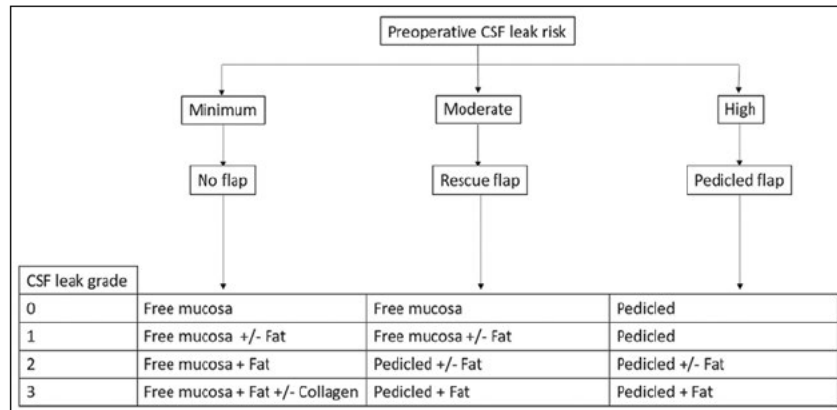 Preoperative CSF leak risk
Minimum Moderate High
No flap Rescue flap Pedicled flap
CSF leak grade
0 Free mucosa Free mucosa Pedicled
1 Free mucosa +/- Fat Free mucosa +/- Fat Pedicled
2 Free mucosa + Fat Pedicled +/- Fat Pedicled +/- Fat
3 Free mucosa + Fat +/- Collagen Pedicled + Fat Pedicled + Fat